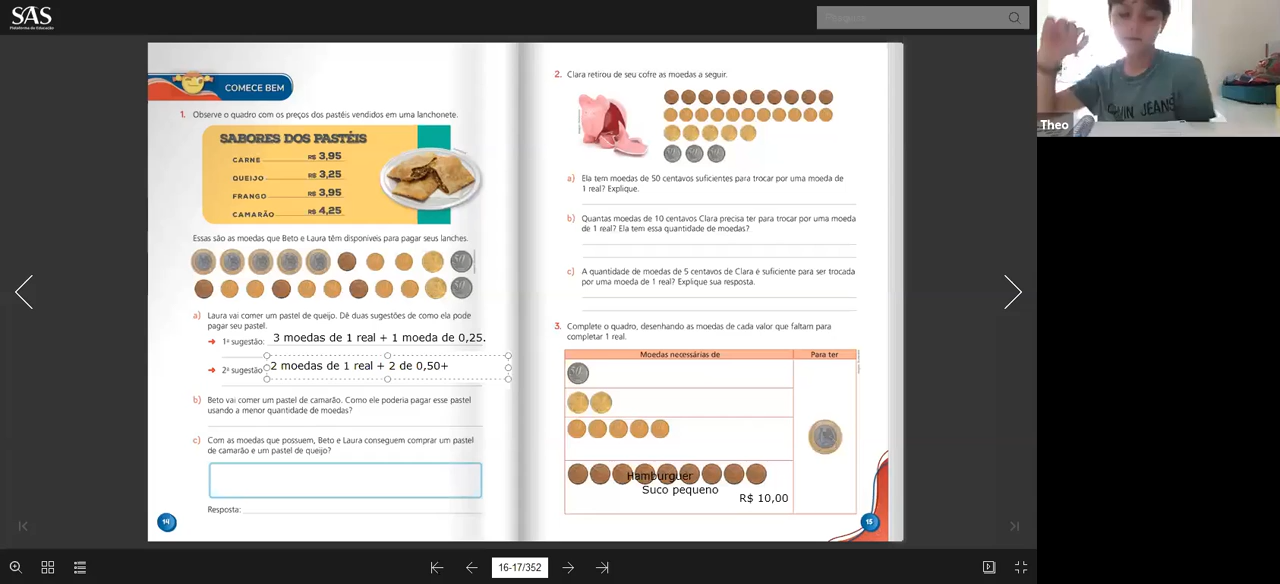 SAS
Plataforma de Educação
Pesquisar
Theo
COMECE BEM
1. Observe o quadro com os preços dos pastéis vendidos em uma lanchonete.
SABORES DOS PASTÉIS
CARNE R$ 3,95
QUEIJO R$ 3,25
FRANGO R$ 3,95
CAMARÃO R$ 4,25
Essas são as moedas que Beto e Laura têm disponíveis para pagar seus lanches.
a) Laura vai comer um pastel de queijo. Dê duas sugestões de como ela pode
pagar seu pastel.
1ª sugestão: 3 moedas de 1 real + 1 moeda de 0,25.
2ª sugestão 2 moedas de 1 real + 2 de 0,50+
b) Beto vai comer um pastel de camarão. Como ele poderia pagar esse pastel
usando a menor quantidade de moedas?
c) Com as moedas que possuem, Beto e Laura conseguem comprar um pastel
de camarão e um pastel de queijo?
Resposta:
14
2. Clara retirou de seu cofre as moedas a seguir.
a) Ela tem moedas de 50 centavos suficientes para trocar por uma moeda de
1 real? Explique.
b) Quantas moedas de 10 centavos Clara precisa ter para trocar por uma moeda
de 1 real? Ela tem essa quantidade de moedas?
c) A quantidade de moedas de 5 centavos de Clara é suficiente para ser trocada
por uma moeda de 1 real? Explique sua resposta.
3. Complete o quadro, desenhando as moedas de cada valor que faltam para
completar 1 real.
Moedas necessárias de Para ter
Hamburguer
Suco pequeno
R$ 10,00
15
16-17/352